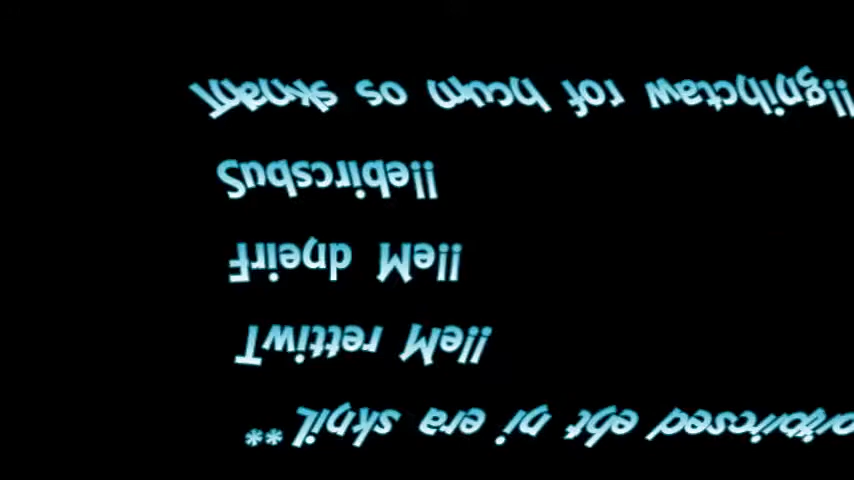 Thanks so much for watching!!
Subscribe!!
Friend Me!!
Twitter Me!!
** Links are in the